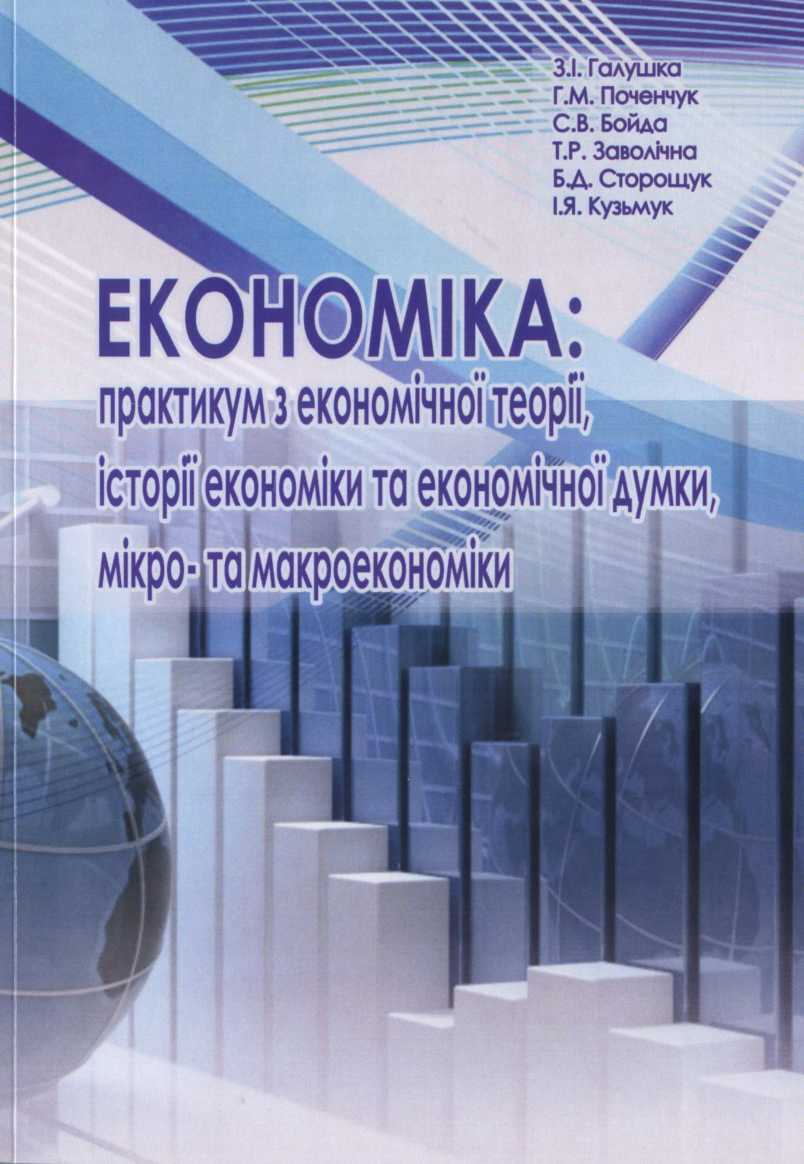 З.І. Галушка
Г.М. Поченчук
С.В. Бойда
Т.Р. Заволічна
Б.Д. Сторощук
І.Я. Кузьмук
ЕКОНОМІКА:
практикум з економічної теорії,
історії економіки та економічної думки,
мікро- та макроекономіки